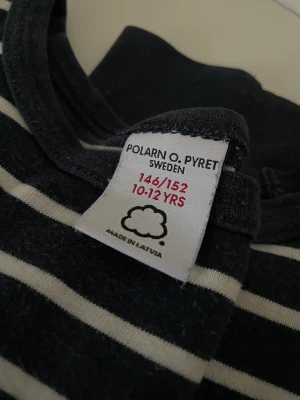 POLARN O. PYRET
SWEDEN
146/152
10-12 YRS
MADE IN LATVIA